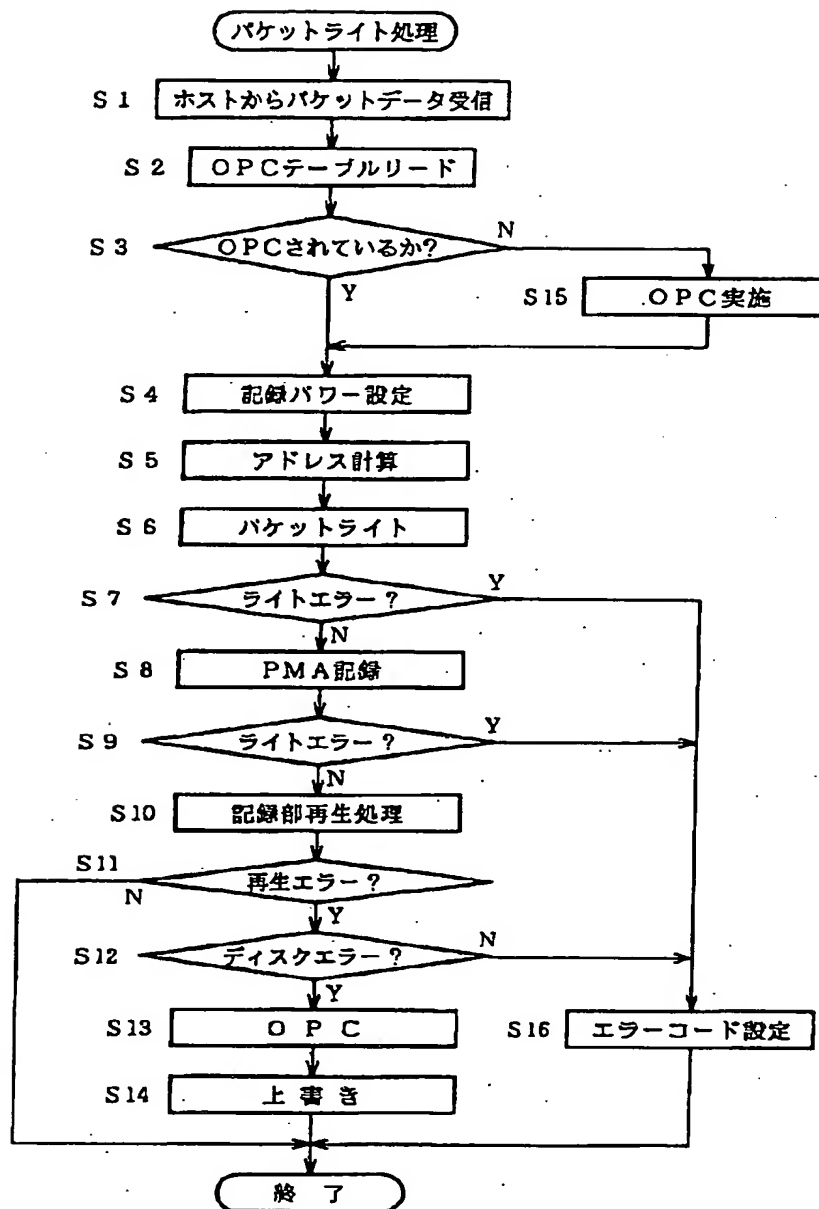 パケットライト処理
S1 ホストからパケットデータ受信
S2 OPCテーブルリード
S3 OPCされているか?
N
Y
S15 OPC実施
S4 記録パワー設定
S5 アドレス計算
S6 パケットライト
S7 ライトエラー?
Y
N
S8 PMA記録
S9 ライトエラー?
Y
N
S10 記録部再生処理
S11 再生エラー?
N
Y
S12 ディスクエラー?
N
Y
S13 OPC
S16 エラーコード設定
S14 上書き
終了